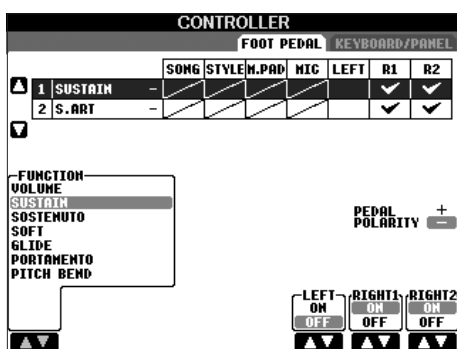 CONTROLLER
FOOT PEDAL KEYBOARD/PANEL
SONG STYLE M.PAD MIC LEFT R1 R2
1 SUSTAIN –
2 S.ART –
FUNCTION
VOLUME
SUSTAIN
SOSTENUTO
SOFT
GLIDE
PORTAMENTO
PITCH BEND
PEDAL POLARITY + –
LEFT RIGHT1 RIGHT2
ON ON ON
OFF OFF OFF